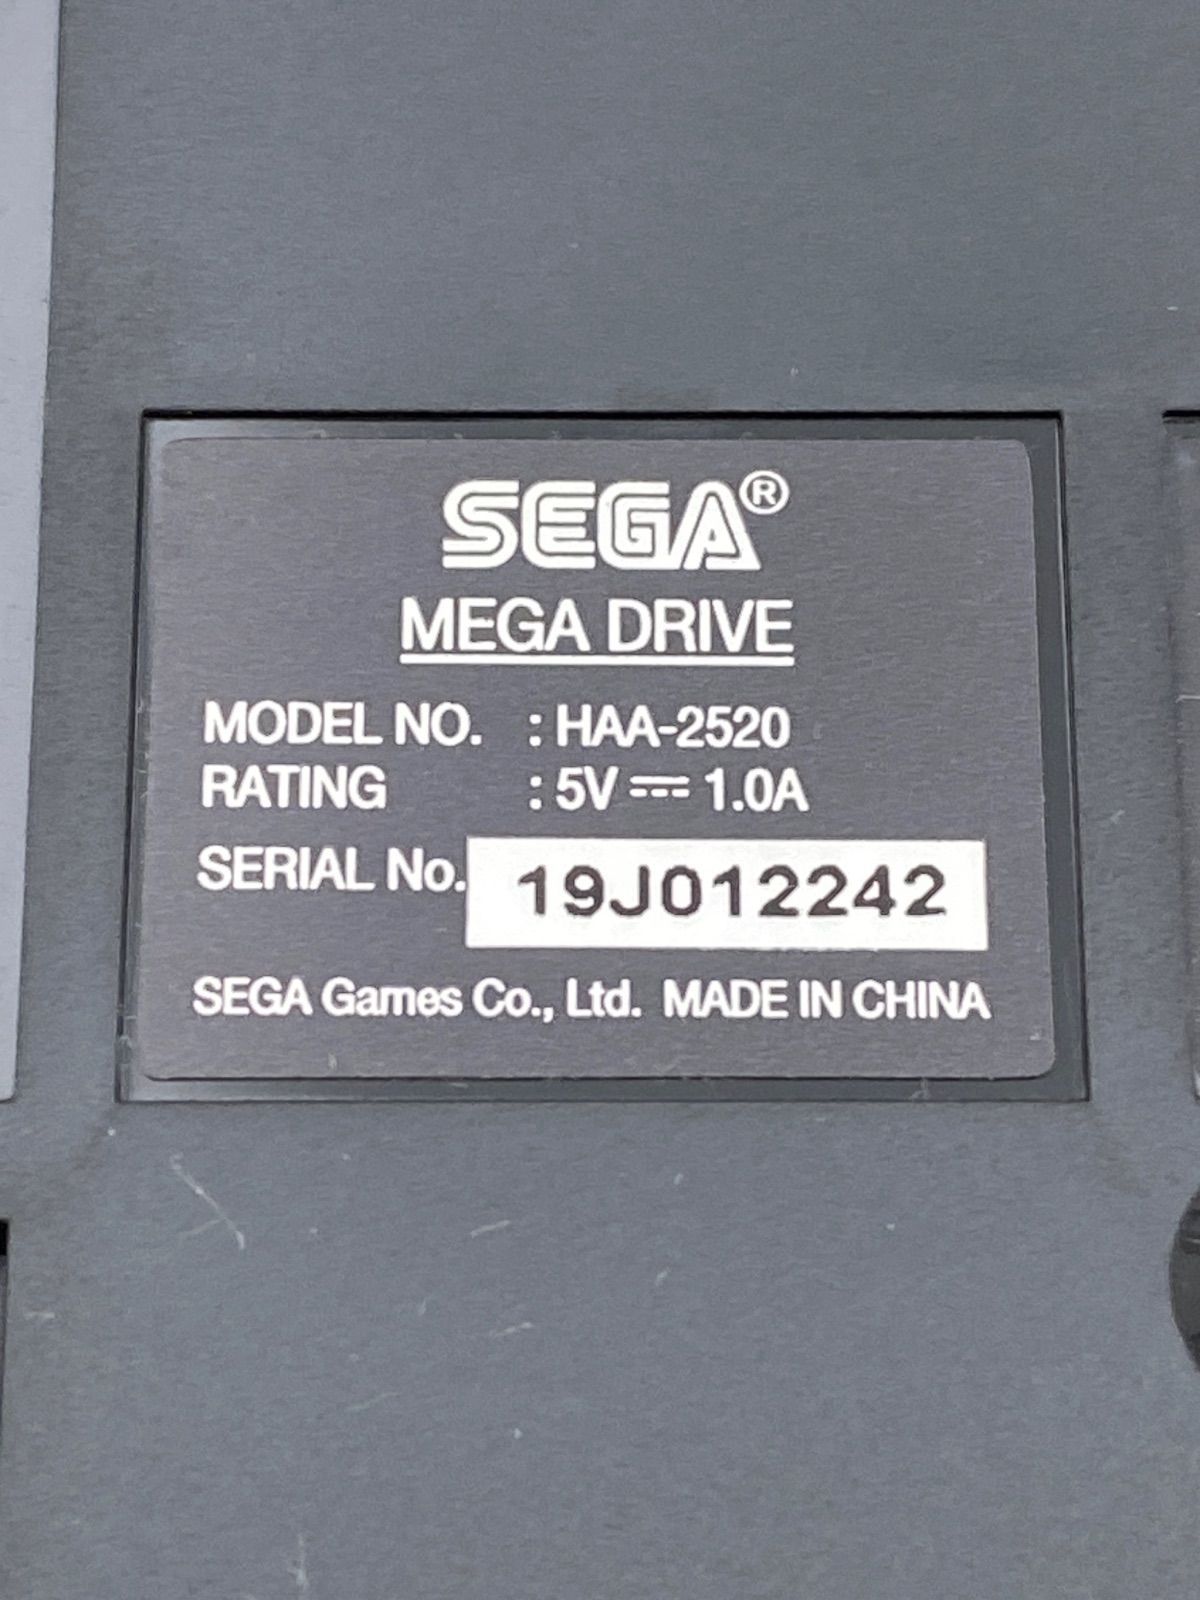 SEGA®
MEGA DRIVE
MODEL NO. : HAA-2520
RATING : 5V ⎓ 1.0A
SERIAL No. 19J012242
SEGA Games Co., Ltd. MADE IN CHINA